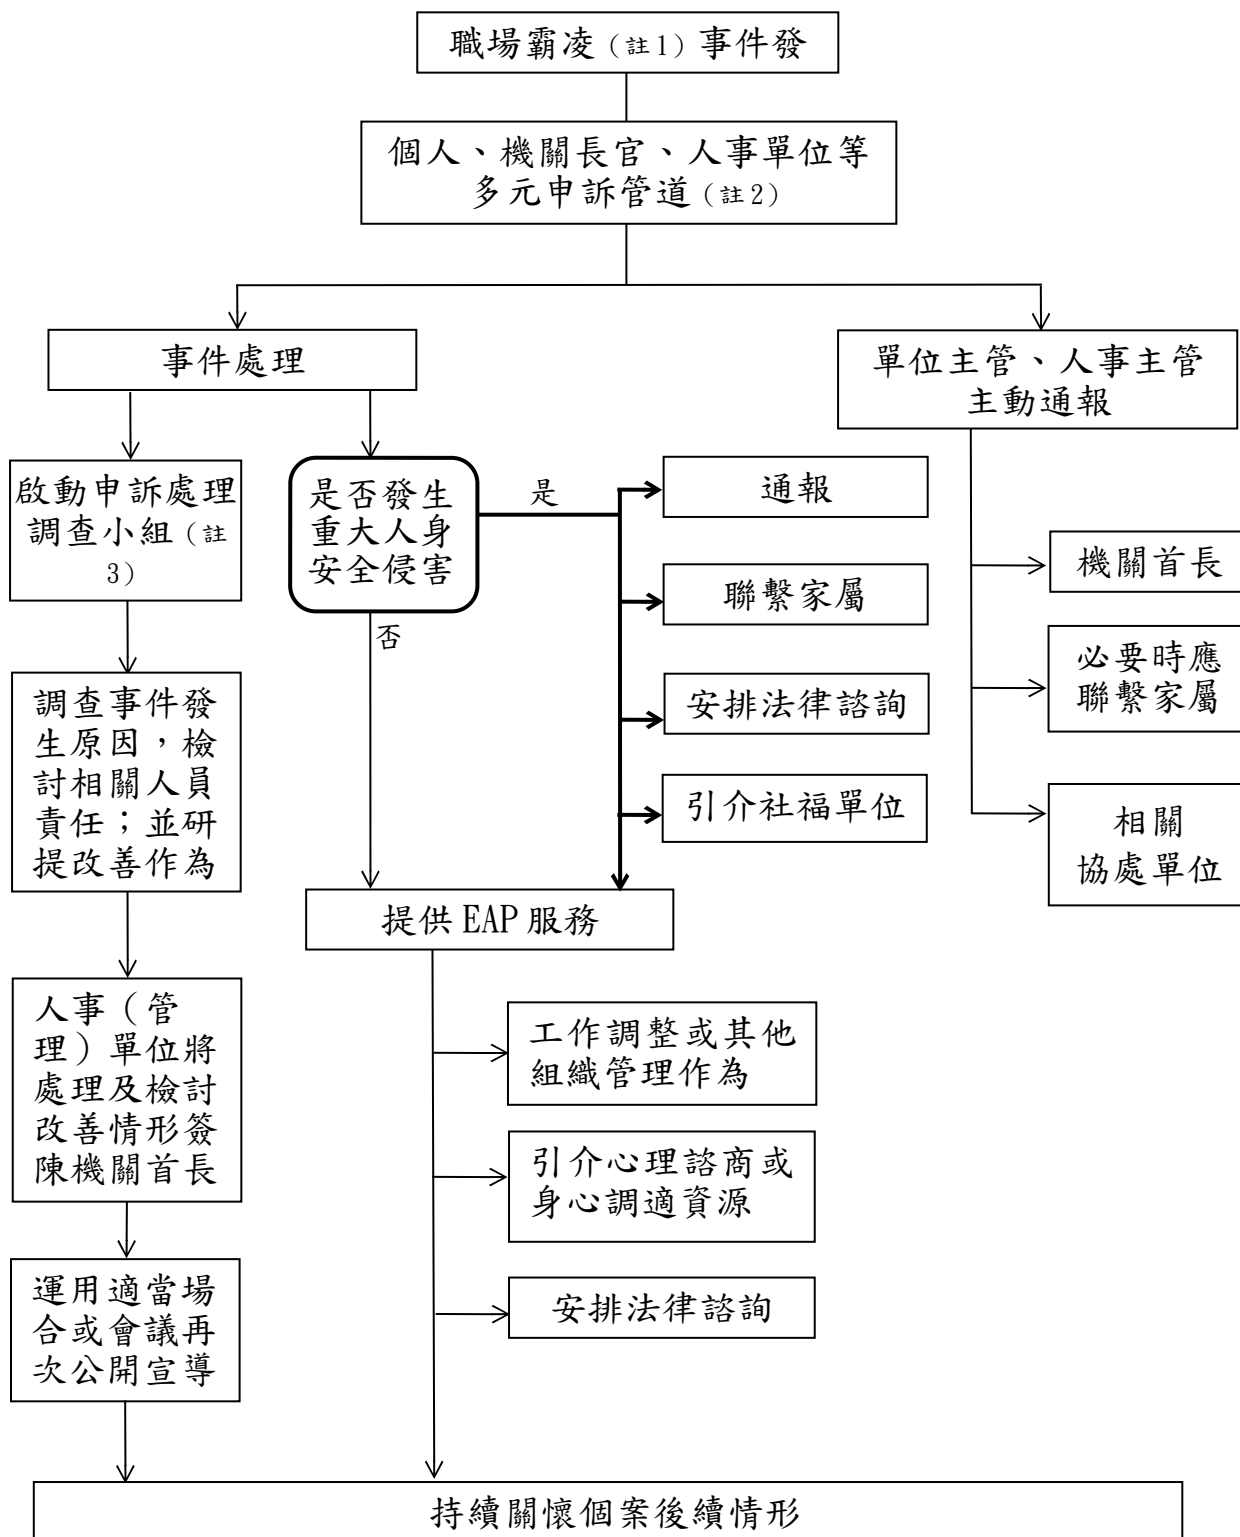 職場霸凌(註1)事件發
個人、機關長官、人事單位等
多元申訴管道(註2)
事件處理
單位主管、人事主管
主動通報
啟動申訴處理
調查小組(註
3)
是否發生
重大人身
安全侵害
是
否
通報
聯繫家屬
安排法律諮詢
引介社福單位
機關首長
必要時應
聯繫家屬
相關
協處單位
調查事件發
生原因，檢
討相關人員
責任；並研
提改善作為
提供EAP服務
人事（管
理）單位將
處理及檢討
改善情形簽
陳機關首長
工作調整或其他
組織管理作為
引介心理諮商或
身心調適資源
安排法律諮詢
運用適當場
合或會議再
次公開宣導
持續關懷個案後續情形